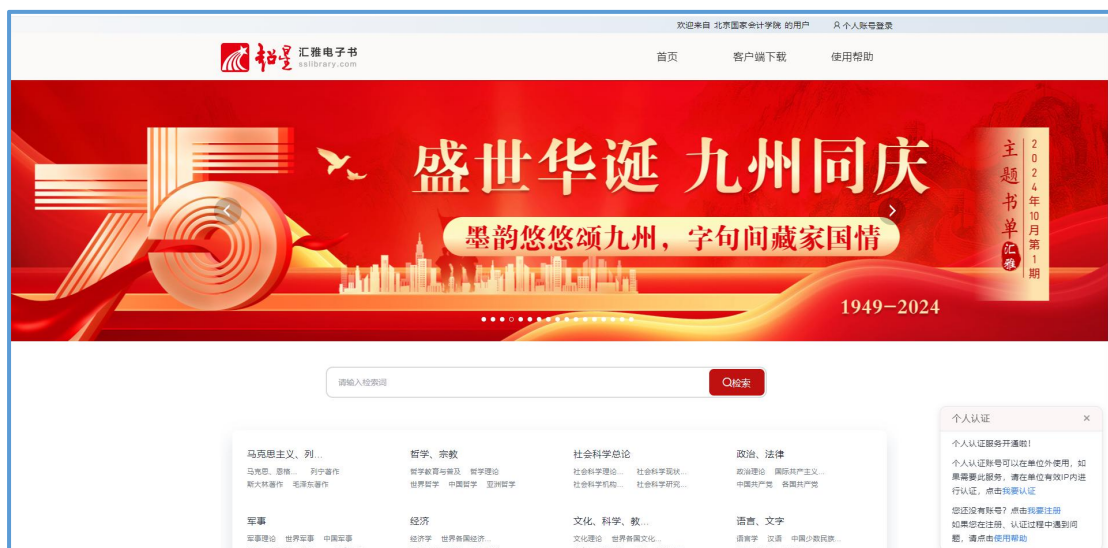 欢迎来自 北京国家会计学院 的用户 个人账号登录
超星 汇雅电子书
sslibrary.com
首页 客户端下载 使用帮助
75
盛世华诞 九州同庆
墨韵悠悠颂九州，字句间藏家国情
1949-2024
主题书单 汇雅
2024年10月第1期
请输入检索词
检索
马克思主义、列...
马克思、恩格... 列宁著作
斯大林著作 毛泽东著作
哲学、宗教
哲学教育与普及 哲学理论
世界哲学 中国哲学 亚洲哲学
社会科学总论
社会科学理论... 社会科学现状...
社会科学机构... 社会科学研究...
政治、法律
政治理论 国际共产主义...
中国共产党 各国共产党
军事
军事理论 世界军事 中国军事
经济
经济学 世界各国经济...
文化、科学、教...
文化理论 世界各国文化...
语言、文字
语言学 汉语 中国少数民族...
个人认证 ×
个人认证服务开通啦！
个人认证账号可以在单位外使用，如
果需要此服务，请在单位有效IP内进
行认证，点击我要认证
您还没有账号？点击我要注册
如果您在注册、认证过程中遇到问
题，请点击使用帮助